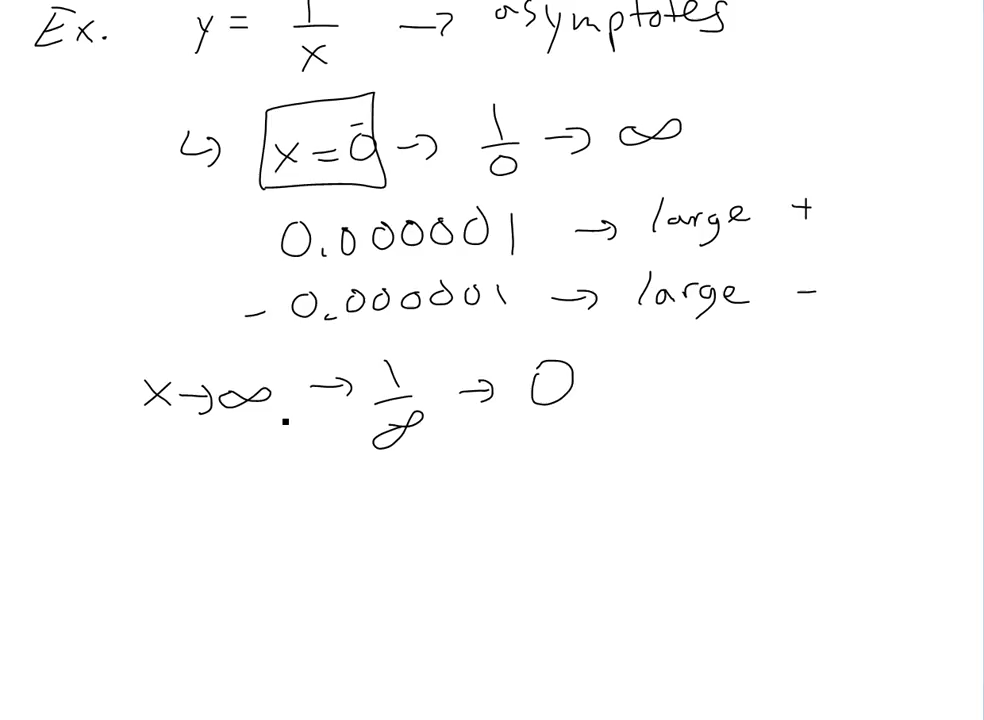 Ex. y = 1/x → asymptotes
↳ x = 0 → 1/0 → ∞
0.000001 → large +
- 0.000001 → large -
x → ∞ → 1/∞ → 0